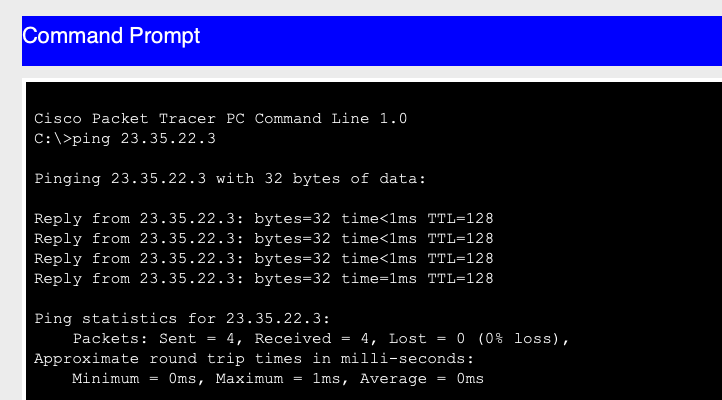 Command Prompt
Cisco Packet Tracer PC Command Line 1.0
C:\>ping 23.35.22.3
Pinging 23.35.22.3 with 32 bytes of data:
Reply from 23.35.22.3: bytes=32 time<1ms TTL=128
Reply from 23.35.22.3: bytes=32 time<1ms TTL=128
Reply from 23.35.22.3: bytes=32 time<1ms TTL=128
Reply from 23.35.22.3: bytes=32 time=1ms TTL=128
Ping statistics for 23.35.22.3:
Packets: Sent = 4, Received = 4, Lost = 0 (0% loss),
Approximate round trip times in milli-seconds:
Minimum = 0ms, Maximum = 1ms, Average = 0ms